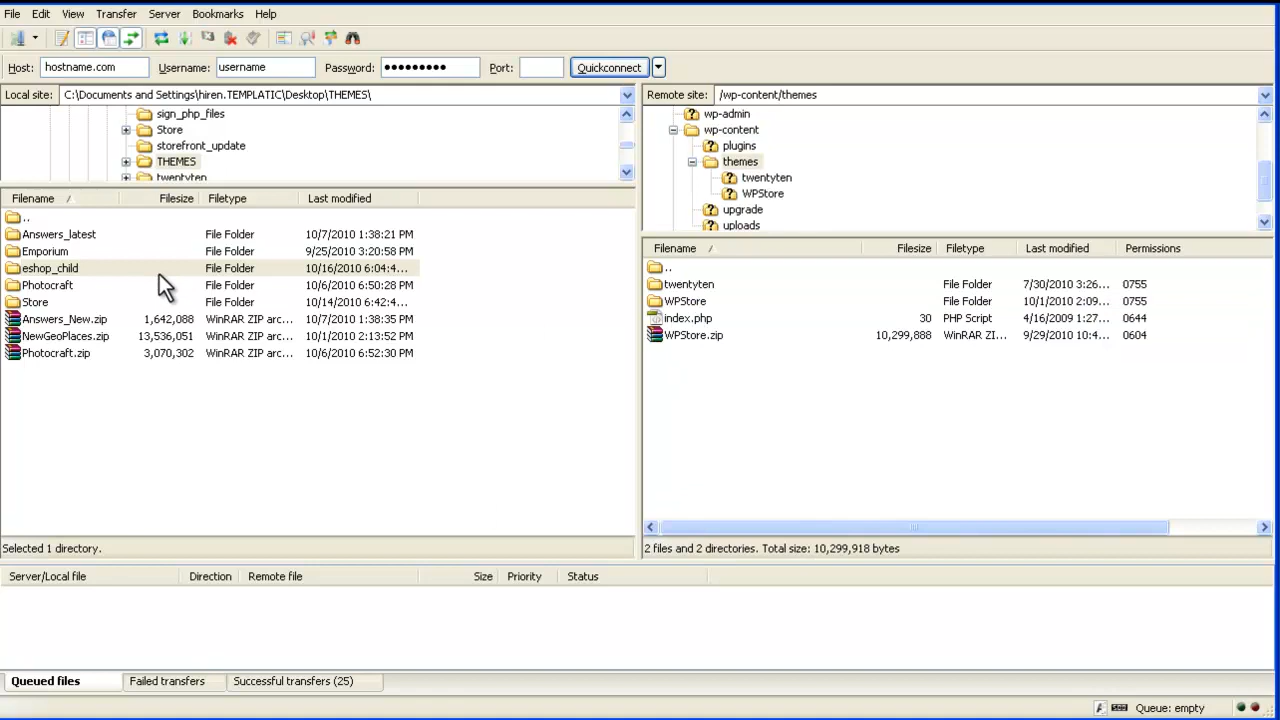 File Edit View Transfer Server Bookmarks Help
Host: hostname.com Username: username Password: ●●●●●●●●● Port: Quickconnect
Local site: C:\Documents and Settings\hiren.TEMPLATIC\Desktop\THEMES\
sign_php_files
Store
storefront_update
THEMES
twentyten
Filename Filesize Filetype Last modified
..
Answers_latest File Folder 10/7/2010 1:38:21 PM
Emporium File Folder 9/25/2010 3:20:58 PM
eshop_child File Folder 10/16/2010 6:04:4...
Photocraft File Folder 10/6/2010 6:50:28 PM
Store File Folder 10/14/2010 6:42:4...
Answers_New.zip 1,642,088 WinRAR ZIP arc... 10/7/2010 1:38:35 PM
NewGeoPlaces.zip 13,536,051 WinRAR ZIP arc... 10/1/2010 2:13:52 PM
Photocraft.zip 3,070,302 WinRAR ZIP arc... 10/6/2010 6:52:30 PM
Selected 1 directory.
Remote site: /wp-content/themes
wp-admin
wp-content
plugins
themes
twentyten
WPStore
upgrade
uploads
Filename Filesize Filetype Last modified Permissions
..
twentyten File Folder 7/30/2010 3:26... 0755
WPStore File Folder 10/1/2010 2:09... 0755
index.php 30 PHP Script 4/16/2009 1:27... 0644
WPStore.zip 10,299,888 WinRAR ZI... 9/29/2010 10:4... 0604
2 files and 2 directories. Total size: 10,299,918 bytes
Server/Local file Direction Remote file Size Priority Status
Queued files Failed transfers Successful transfers (25)
Queue: empty